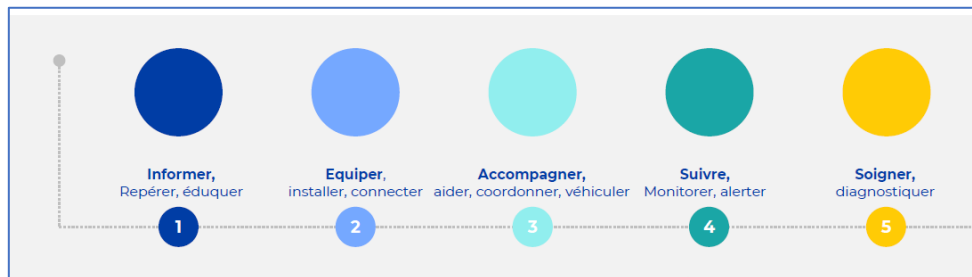 Informer,
Repérer, éduquer
1
Equiper,
installer, connecter
2
Accompagner,
aider, coordonner, véhiculer
3
Suivre,
Monitorer, alerter
4
Soigner,
diagnostiquer
5